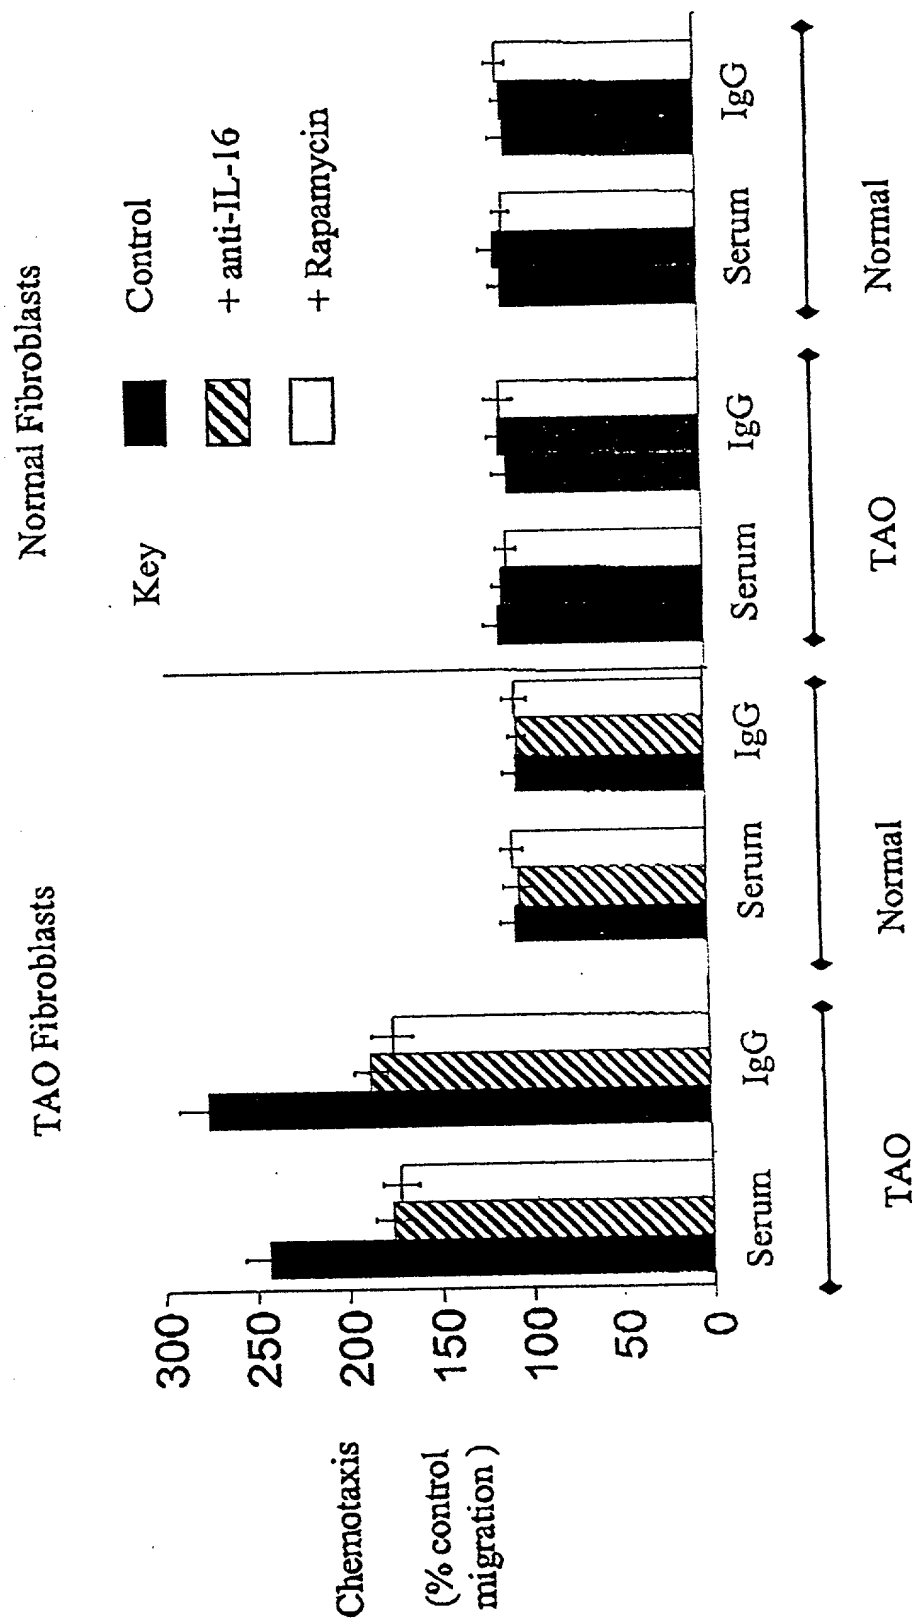 TAO Fibroblasts
Normal Fibroblasts
Key
Control
+ anti-IL-16
+ Rapamycin
Chemotaxis
(% control
migration )
300
250
200
150
100
50
0
Serum
IgG
Serum
IgG
Serum
IgG
Serum
IgG
TAO
Normal
TAO
Normal